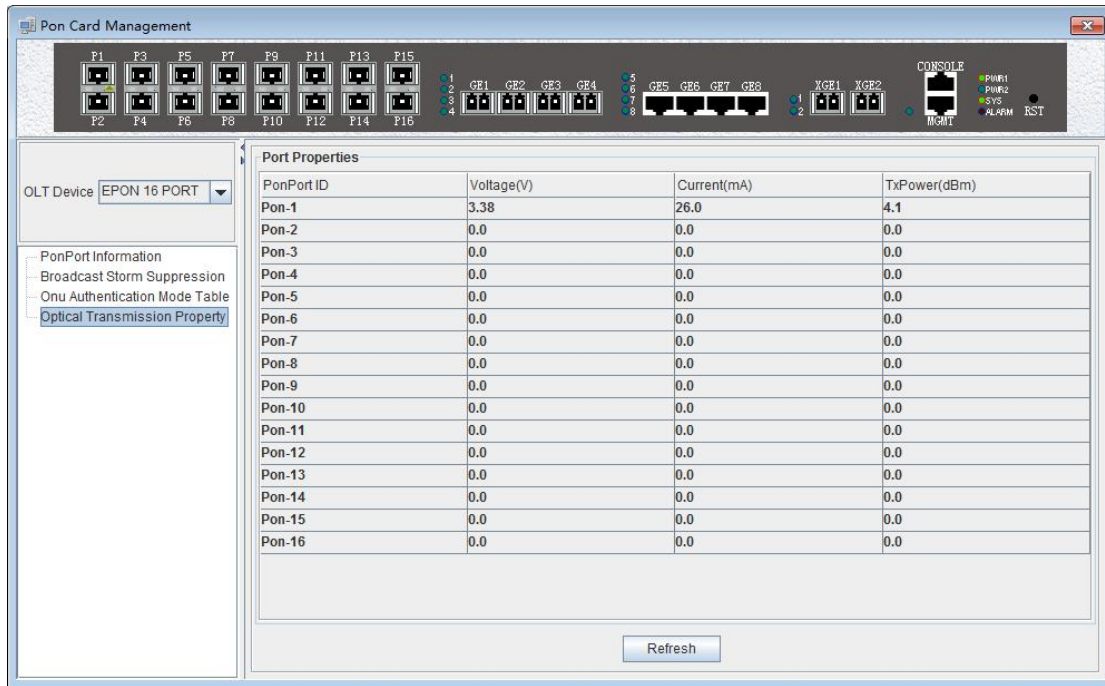 Pon Card Management
P1 P3 P5 P7 P9 P11 P13 P15
CONSOLE
1 5 PWR1
2 GE1 GE2 GE3 GE4 6 GE5 GE6 GE7 GE8 XGE1 XGE2 PWR2
3 7 1 SYS
4 8 2 ALARM RST
P2 P4 P6 P8 P10 P12 P14 P16 MGMT
OLT Device EPON 16 PORT
PonPort Information
Broadcast Storm Suppression
Onu Authentication Mode Table
Optical Transmission Property
Port Properties
PonPort ID Voltage(V) Current(mA) TxPower(dBm)
Pon-1 3.38 26.0 4.1
Pon-2 0.0 0.0 0.0
Pon-3 0.0 0.0 0.0
Pon-4 0.0 0.0 0.0
Pon-5 0.0 0.0 0.0
Pon-6 0.0 0.0 0.0
Pon-7 0.0 0.0 0.0
Pon-8 0.0 0.0 0.0
Pon-9 0.0 0.0 0.0
Pon-10 0.0 0.0 0.0
Pon-11 0.0 0.0 0.0
Pon-12 0.0 0.0 0.0
Pon-13 0.0 0.0 0.0
Pon-14 0.0 0.0 0.0
Pon-15 0.0 0.0 0.0
Pon-16 0.0 0.0 0.0
Refresh